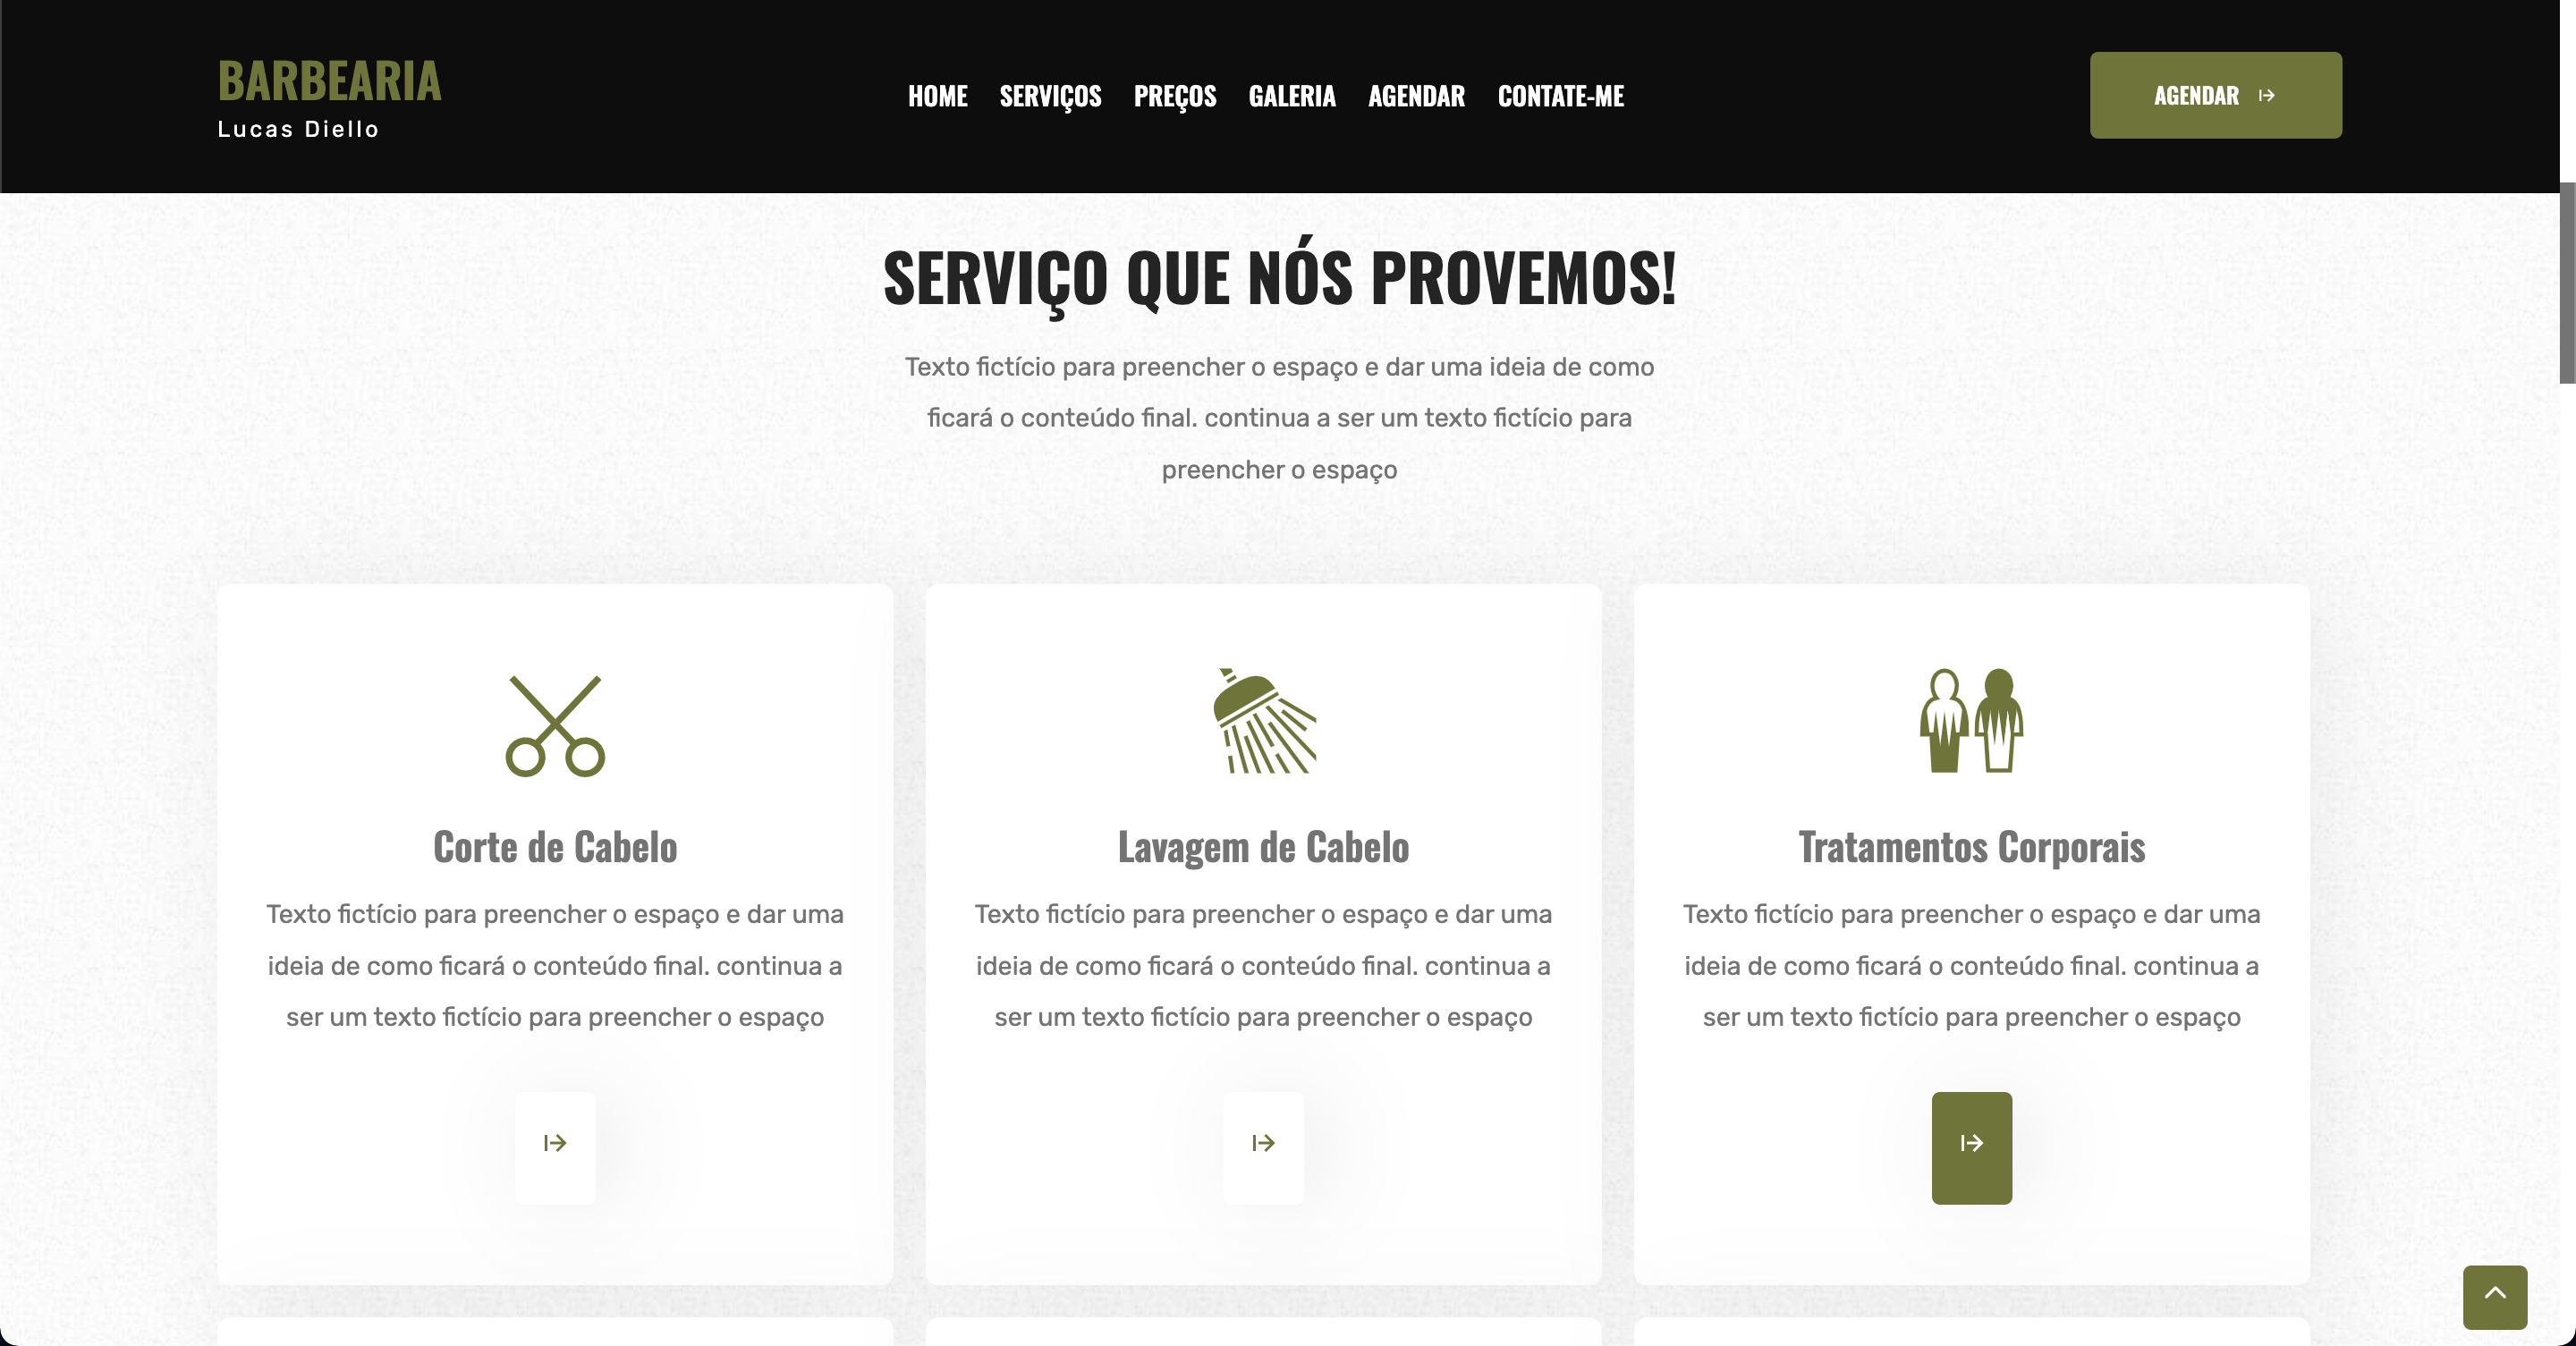 BARBEARIA
Lucas Diello
HOME SERVIÇOS PREÇOS GALERIA AGENDAR CONTATE-ME
AGENDAR
SERVIÇO QUE NÓS PROVEMOS!
Texto fictício para preencher o espaço e dar uma ideia de como
ficará o conteúdo final. continua a ser um texto fictício para
preencher o espaço
Corte de Cabelo
Texto fictício para preencher o espaço e dar uma
ideia de como ficará o conteúdo final. continua a
ser um texto fictício para preencher o espaço
Lavagem de Cabelo
Texto fictício para preencher o espaço e dar uma
ideia de como ficará o conteúdo final. continua a
ser um texto fictício para preencher o espaço
Tratamentos Corporais
Texto fictício para preencher o espaço e dar uma
ideia de como ficará o conteúdo final. continua a
ser um texto fictício para preencher o espaço